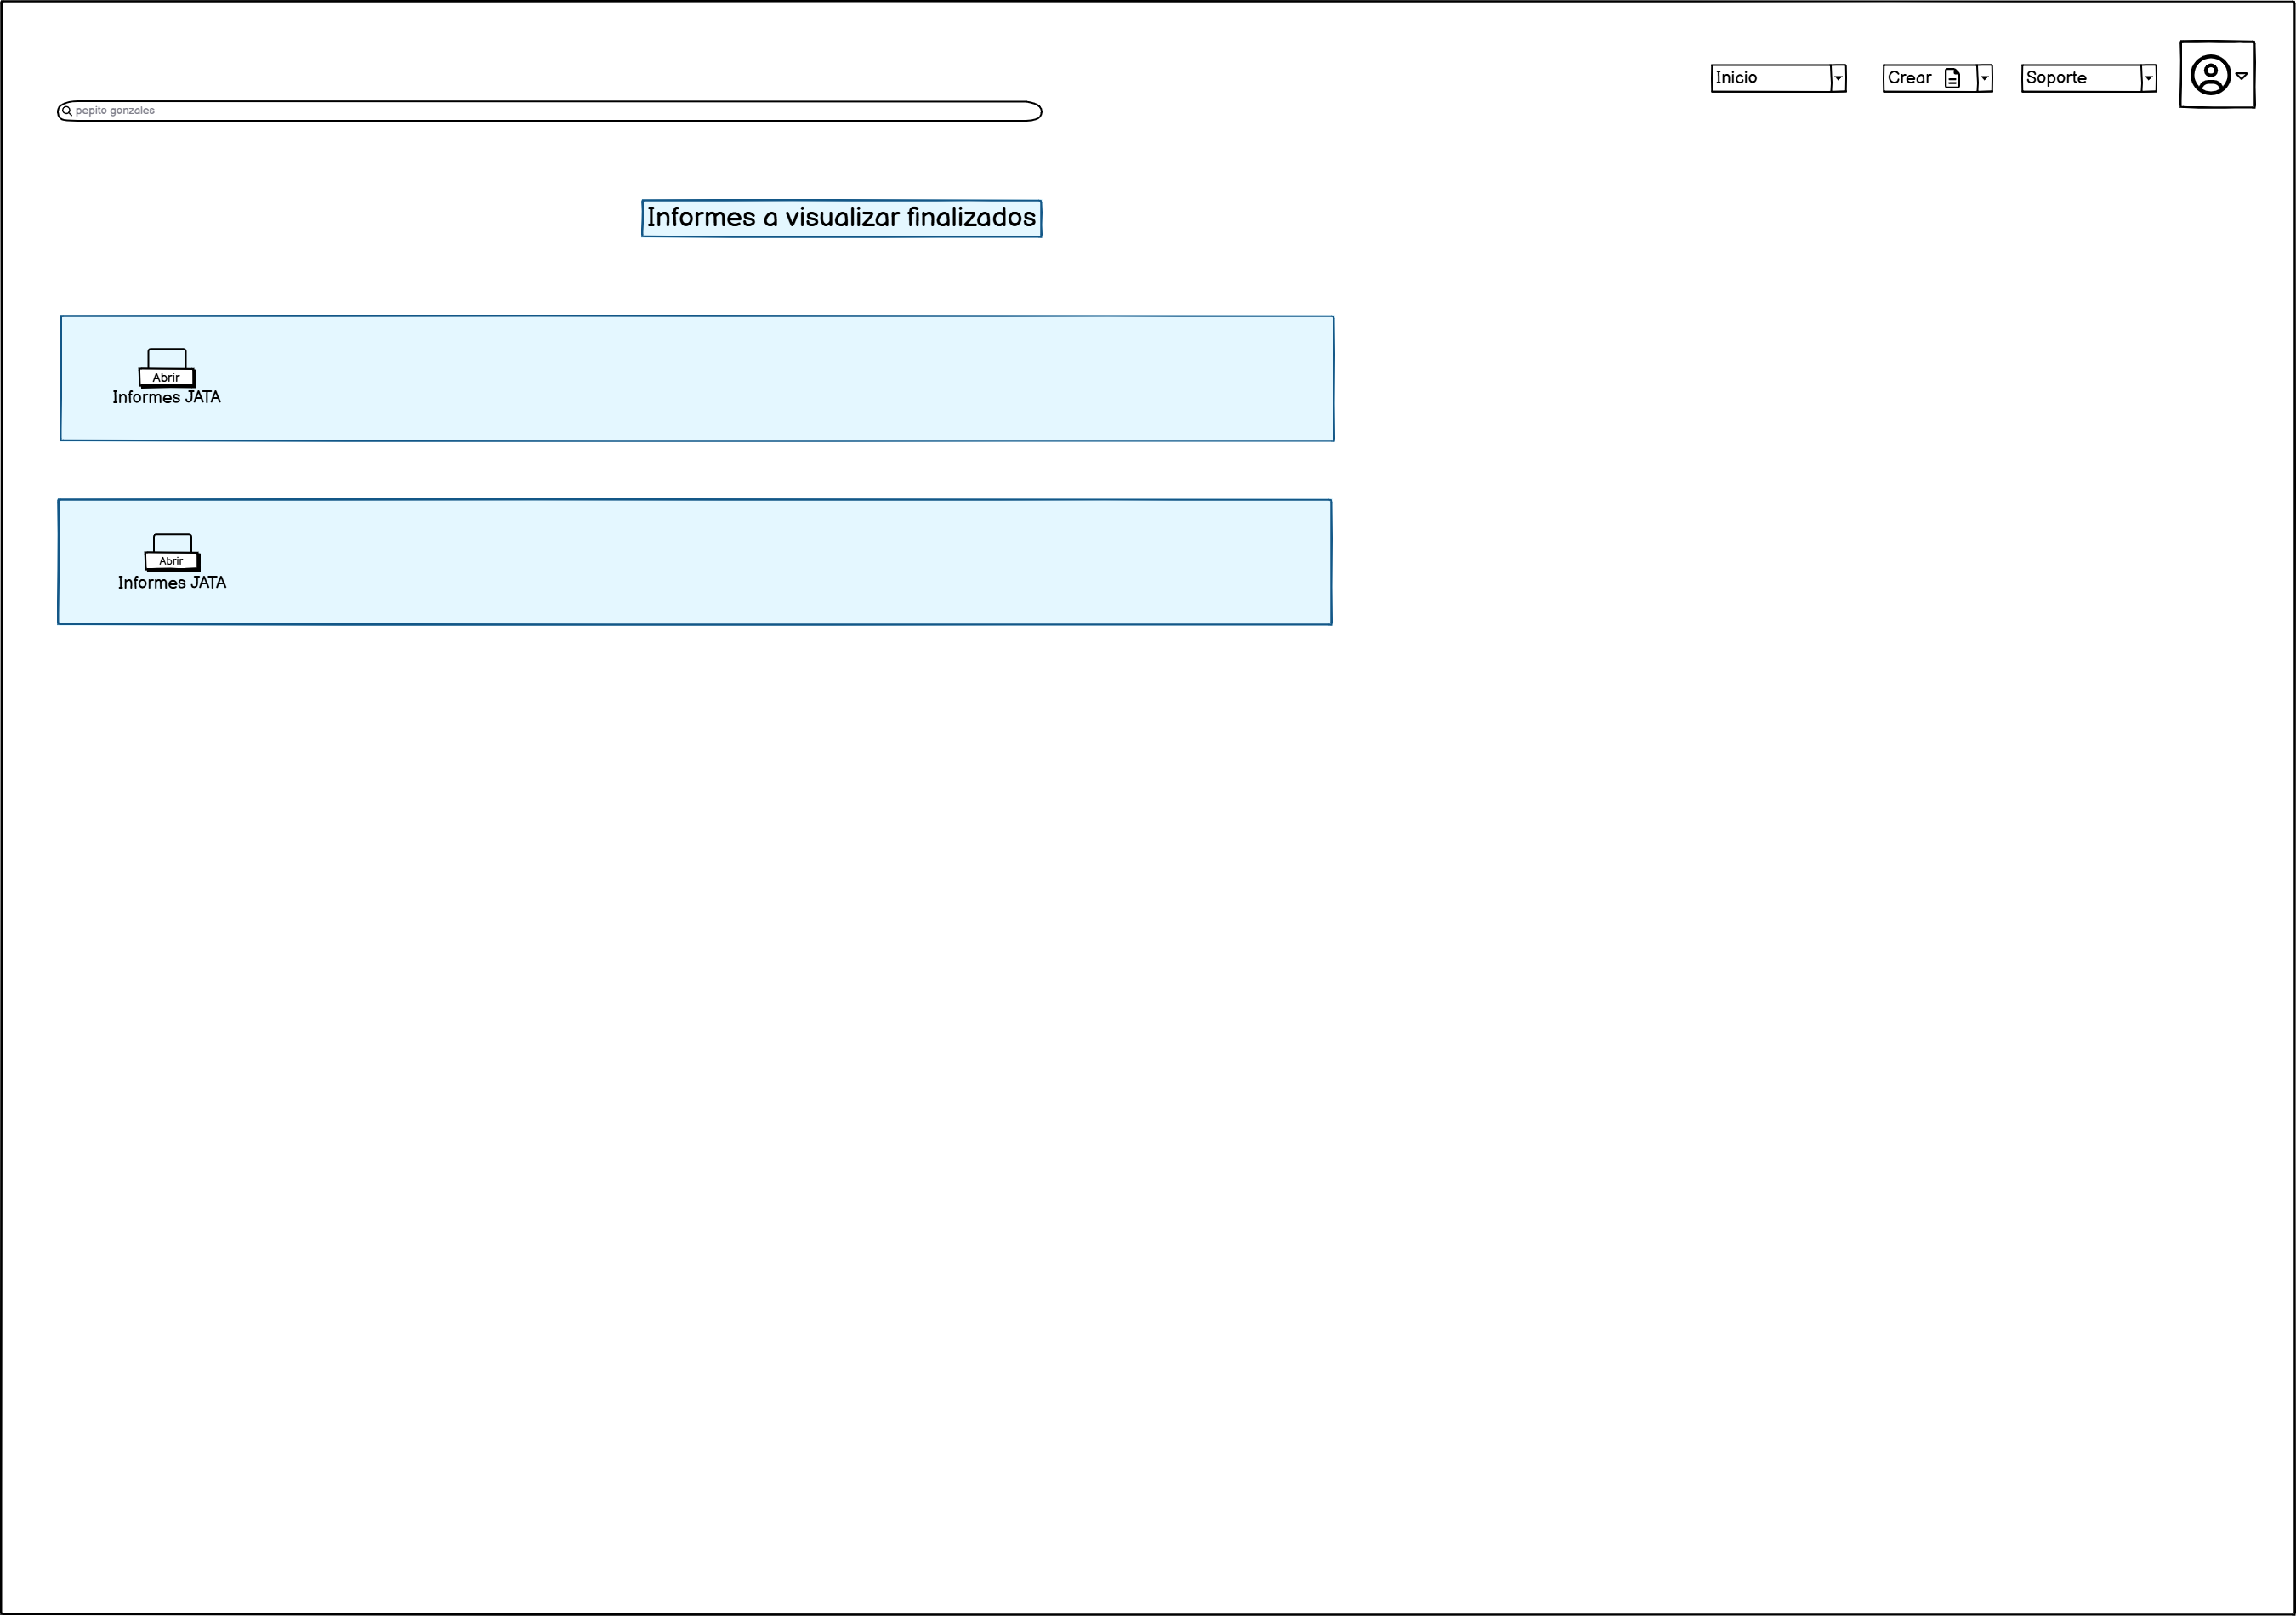 Inicio
Crear
Soporte
pepito gonzales
Informes a visualizar finalizados
Abrir
Informes JATA
Abrir
Informes JATA